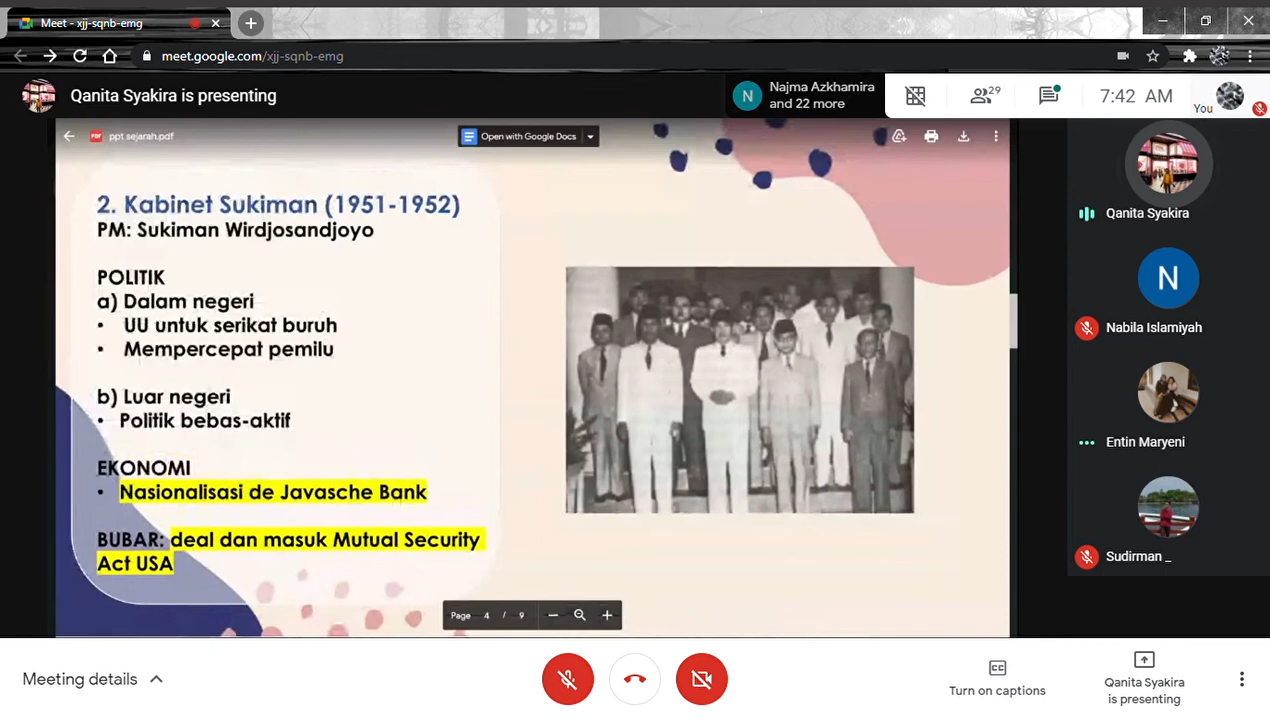 Meet - xjj-sqnb-emg
meet.google.com/xjj-sqnb-emg
Qanita Syakira is presenting
N
Najma Azkhamira
and 22 more
29
7:42 AM
You
PDF
ppt sejarah.pdf
Open with Google Docs
2. Kabinet Sukiman (1951-1952)
PM: Sukiman Wirdjosandjoyo
POLITIK
a) Dalam negeri
• UU untuk serikat buruh
• Mempercepat pemilu
b) Luar negeri
• Politik bebas-aktif
EKONOMI
• Nasionalisasi de Javasche Bank
BUBAR: deal dan masuk Mutual Security
Act USA
Page 4 / 9
Qanita Syakira
N
Nabila Islamiyah
Entin Maryeni
Sudirman _
Meeting details
CC
Turn on captions
Qanita Syakira
is presenting